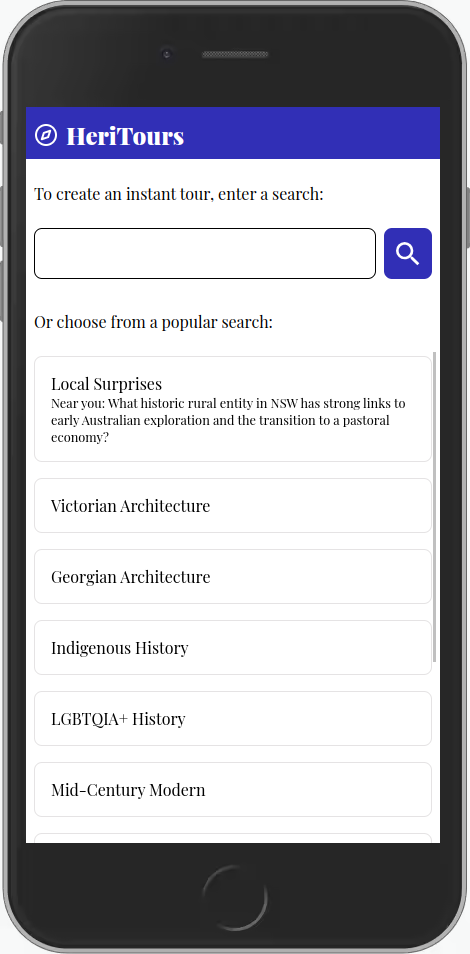 HeriTours
To create an instant tour, enter a search:
Or choose from a popular search:
Local Surprises
Near you: What historic rural entity in NSW has strong links to
early Australian exploration and the transition to a pastoral
economy?
Victorian Architecture
Georgian Architecture
Indigenous History
LGBTQIA+ History
Mid-Century Modern